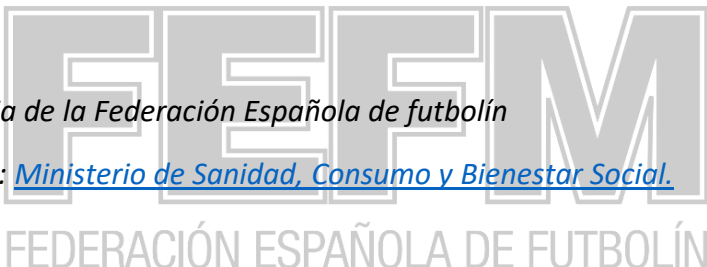 FEFM
de la Federación Española de futbolín
: Ministerio de Sanidad, Consumo y Bienestar Social.
FEDERACIÓN ESPAÑOLA DE FUTBOLÍN